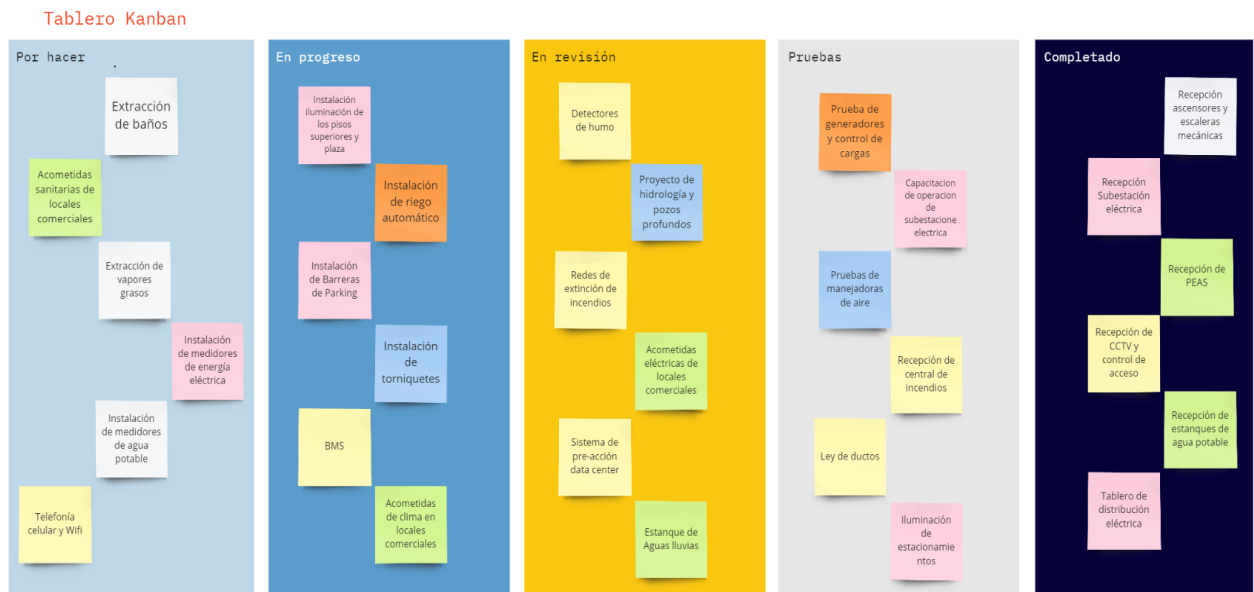 Tablero Kanban
Por hacer
.
Extracción
de baños
Acometidas
sanitarias de
locales
comerciales
Extracción de
vapores
grasos
Instalación
de medidores
de energía
eléctrica
Instalación
de medidores
de agua
potable
Telefonía
celular y Wifi
En progreso
Instalación
iluminación de
los pisos
superiores y
plaza
Instalación
de riego
automático
Instalación
de Barreras
de Parking
Instalación
de
torniquetes
BMS
Acometidas
de clima en
locales
comerciales
En revisión
Detectores
de humo
Proyecto de
hidrología y
pozos
profundos
Redes de
extinción de
incendios
Acometidas
eléctricas de
locales
comerciales
Sistema de
pre-acción
data center
Estanque de
Aguas lluvias
Pruebas
Prueba de
generadores
y control de
cargas
Capacitacion
de operacion
de
subestacione
electrica
Pruebas de
manejadoras
de aire
Recepción de
central de
incendios
Ley de ductos
Iluminación
de
estacionamie
ntos
Completado
Recepción
ascensores y
escaleras
mecánicas
Recepción
Subestación
eléctrica
Recepción de
PEAS
Recepción de
CCTV y
control de
acceso
Recepción de
estanques de
agua potable
Tablero de
distribución
eléctrica